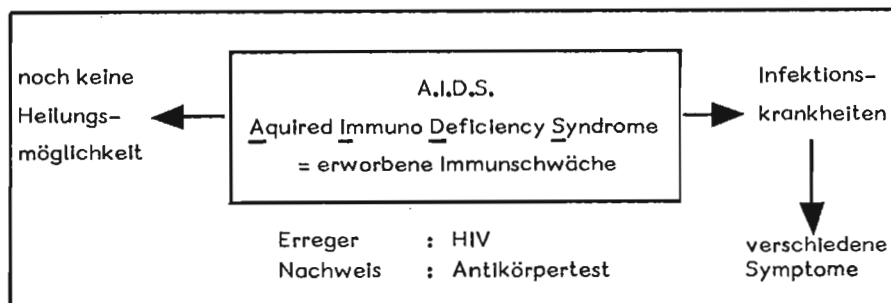 noch keine
Heilungs-
möglichkeit
A.I.D.S.
Aquired Immuno Deficiency Syndrome
= erworbene Immunschwäche
Infektions-
krankheiten
verschiedene
Symptome
Erreger : HIV
Nachweis : Antikörpertest